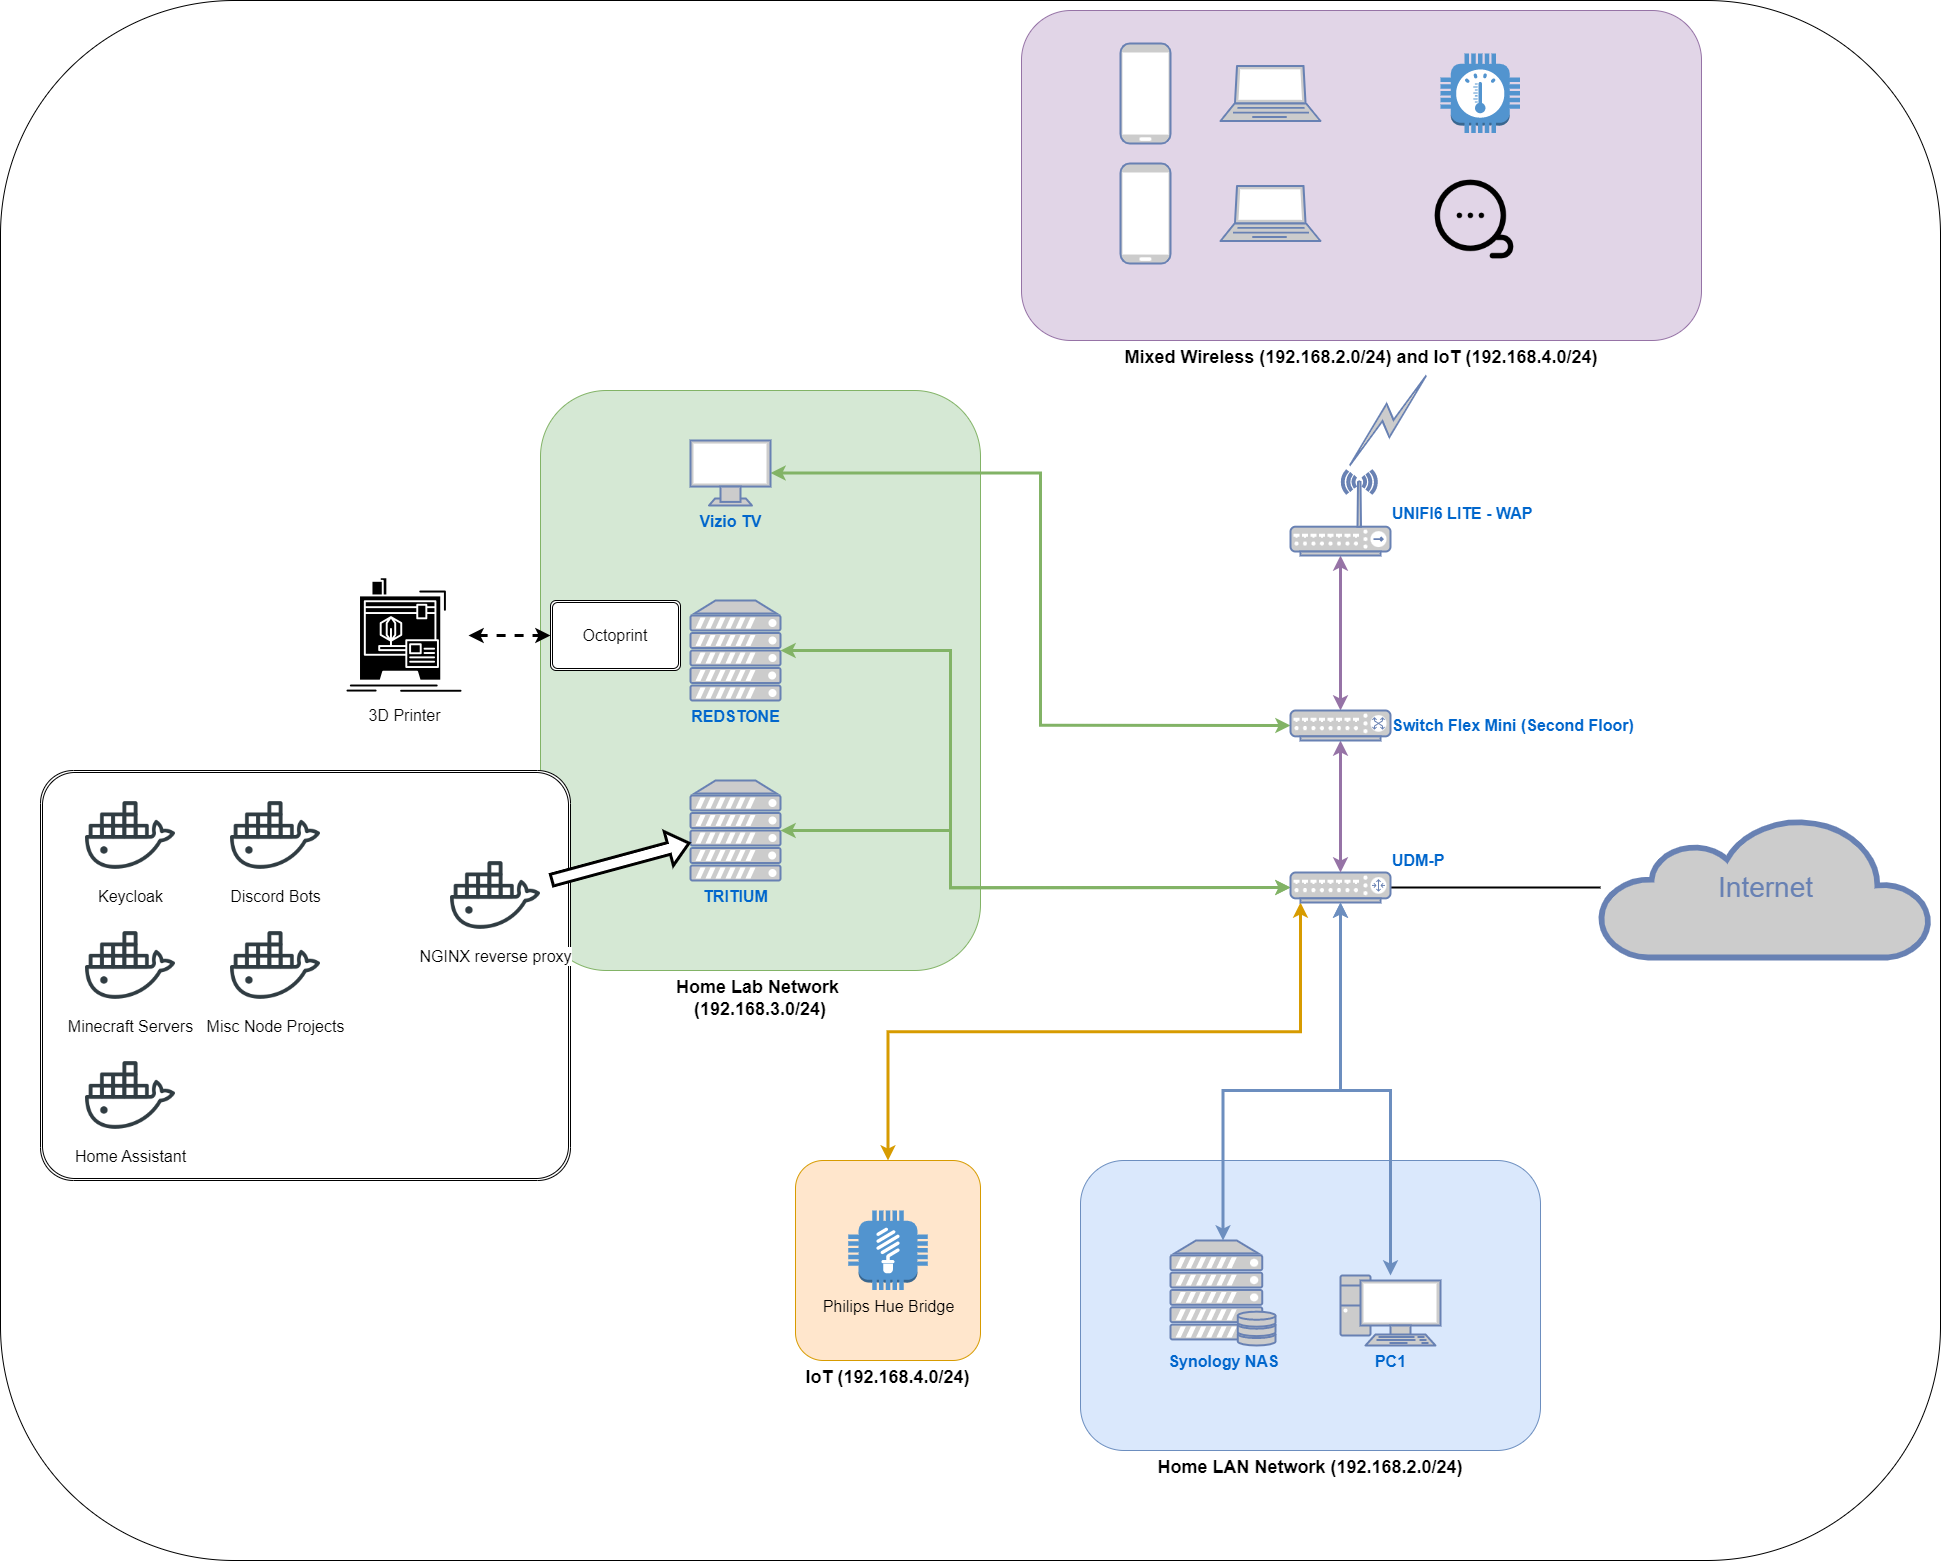 Mixed Wireless (192.168.2.0/24) and IoT (192.168.4.0/24)
UNIFI6 LITE - WAP
Vizio TV
Octoprint
REDSTONE
3D Printer
Switch Flex Mini (Second Floor)
UDM-P
Internet
TRITIUM
Keycloak
Discord Bots
NGINX reverse proxy
Minecraft Servers
Misc Node Projects
Home Assistant
Home Lab Network
(192.168.3.0/24)
Philips Hue Bridge
IoT (192.168.4.0/24)
Synology NAS
PC1
Home LAN Network (192.168.2.0/24)